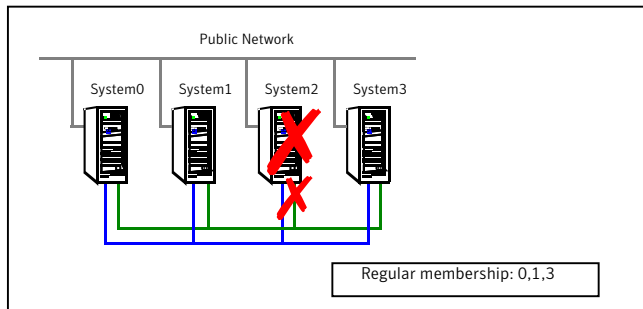 Public Network
System0 System1 System2 System3
Regular membership: 0,1,3